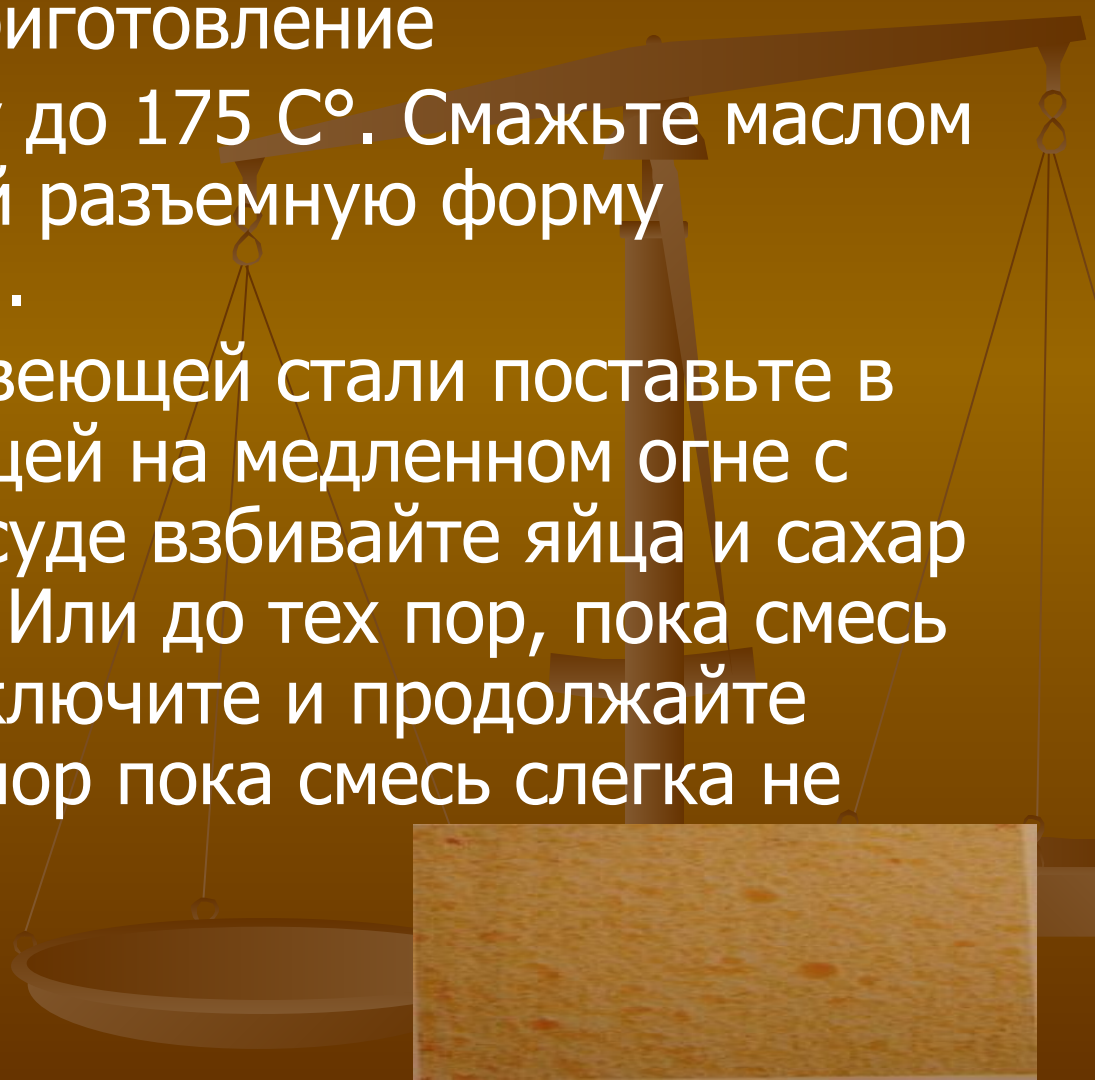 риготовление
до 175 С°. Смажьте маслом
й разъемную форму
.
веющей стали поставьте в
щей на медленном огне с
суде взбивайте яйца и сахар
Или до тех пор, пока смесь
ключите и продолжайте
пор пока смесь слегка не